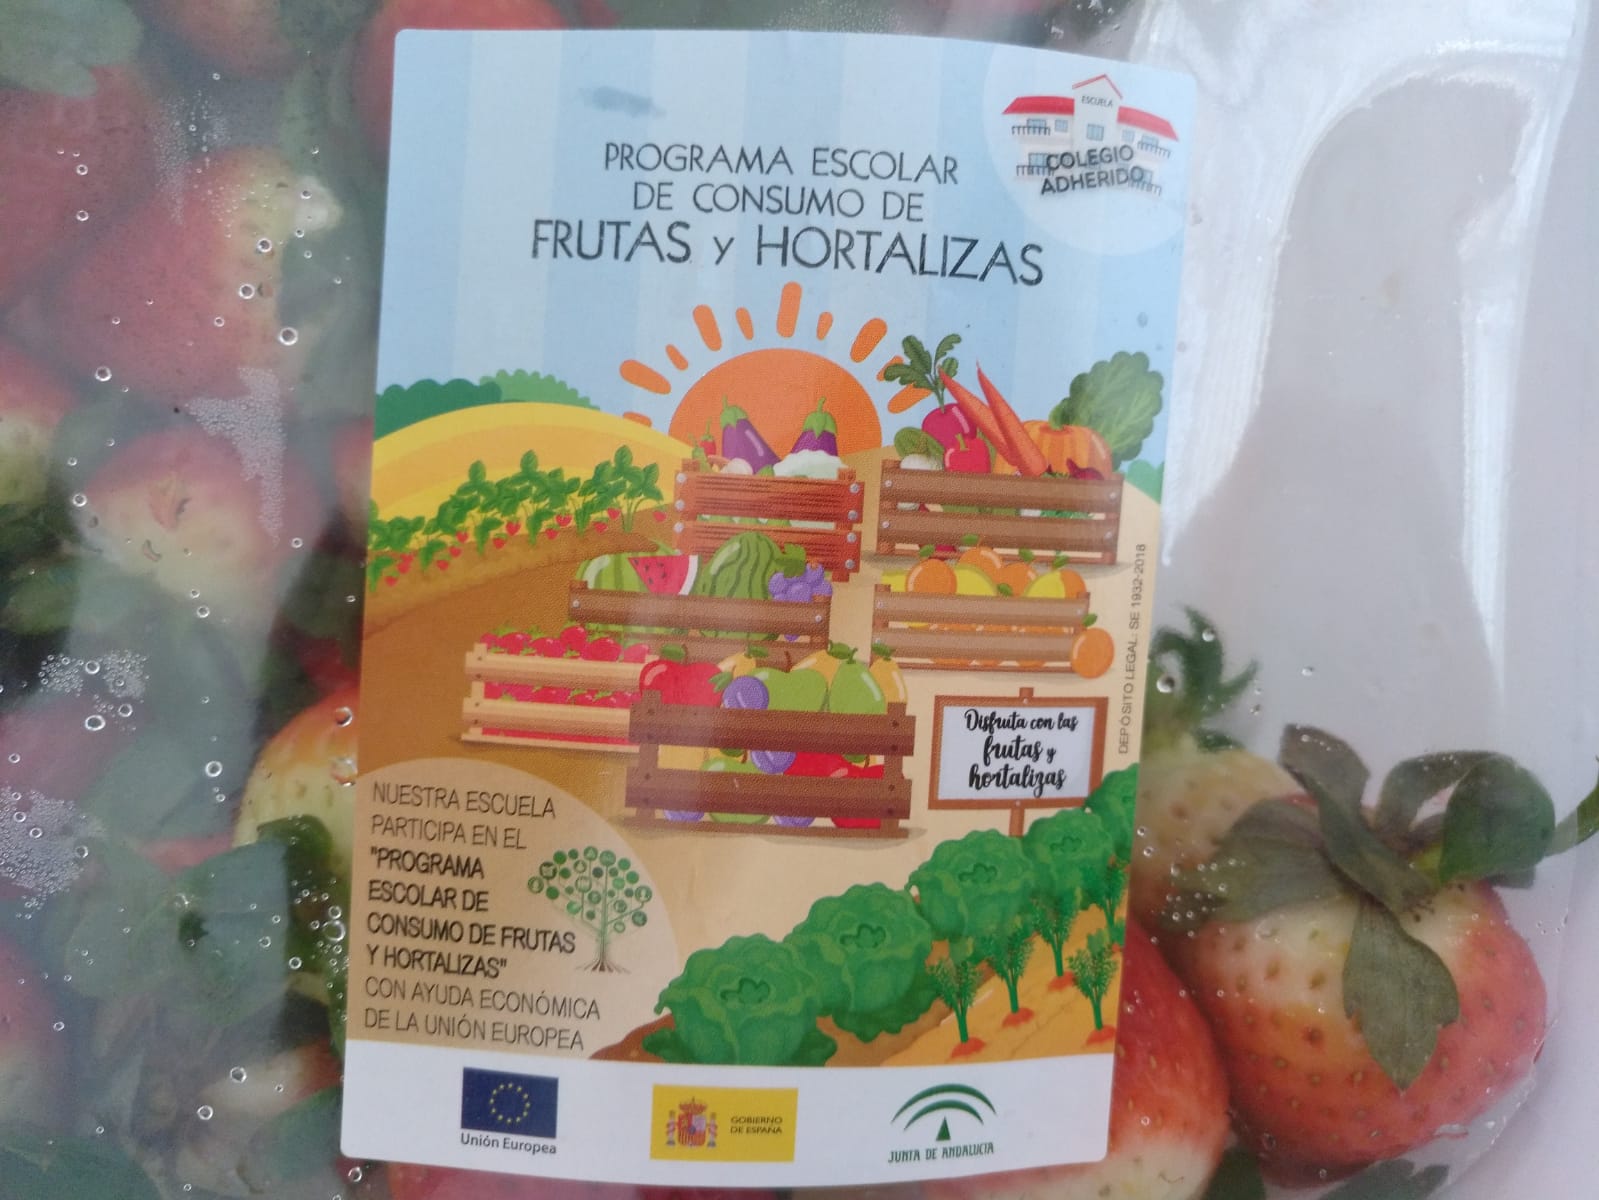 ESCUELA
COLEGIO
ADHERIDO
PROGRAMA ESCOLAR
DE CONSUMO DE
FRUTAS Y HORTALIZAS
DEPÓSITO LEGAL: SE 1932-2018
Disfruta con las
frutas y
hortalizas
NUESTRA ESCUELA
PARTICIPA EN EL
"PROGRAMA
ESCOLAR DE
CONSUMO DE FRUTAS
Y HORTALIZAS"
CON AYUDA ECONÓMICA
DE LA UNIÓN EUROPEA
Unión Europea
GOBIERNO
DE ESPAÑA
JUNTA DE ANDALUCIA